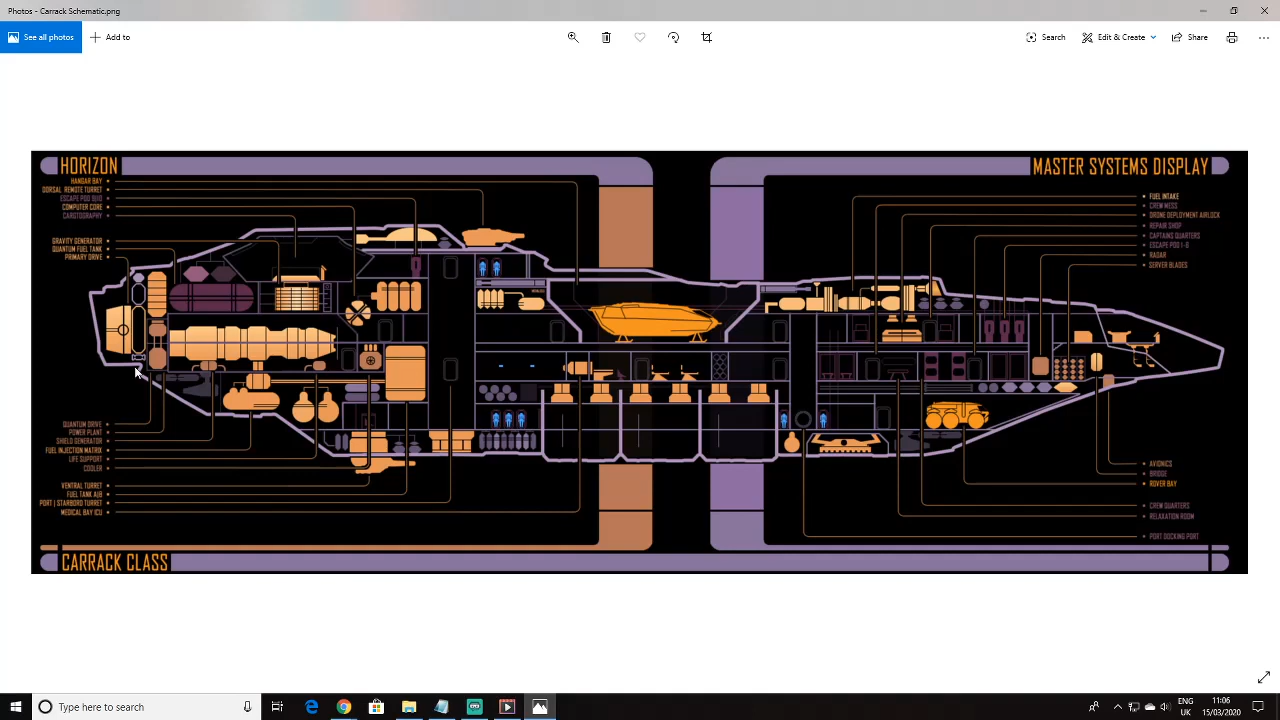 Photos - Carrack Schematic.png
See all photos
Add to
Search
Edit & Create
Share
HORIZON
MASTER SYSTEMS DISPLAY
HANGAR BAY
DORSAL REMOTE TURRET
ESCAPE POD
COMPUTER CORE
CARGTOGRAPHY
GRAVITY GENERATOR
QUANTUM FUEL TANK
PRIMARY DRIVE
FUEL INTAKE
CREW MESS
DRONE DEPLOYMENT AIRLOCK
REPAIR SHOP
CAPTAINS QUARTERS
ESCAPE POD 1-8
RADAR
SERVER BLADES
QUANTUM DRIVE
POWER PLANT
SHIELD GENERATOR
FUEL INJECTION MATRIX
LIFE SUPPORT
COOLER
VENTRAL TURRET
FUEL TANK A|B
PORT | STARBORD TURRET
MEDICAL BAY ICU
AVIONICS
BRIDGE
ROVER BAY
CREW QUARTERS
RELAXATION ROOM
PORT DOCKING PORT
CARRACK CLASS
Type here to search
ENG
UK
11:06
15/03/2020